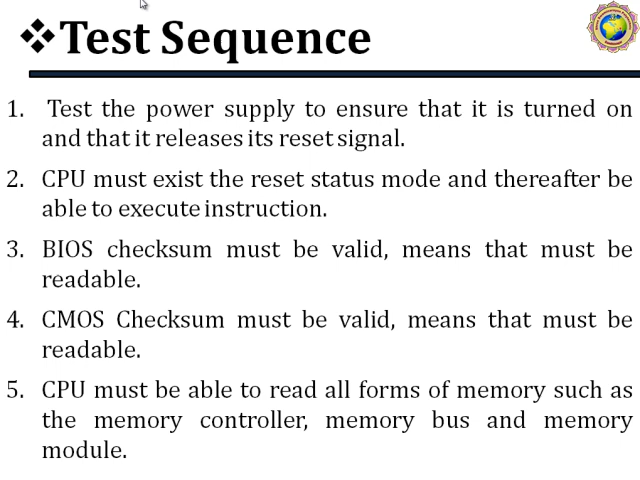 ❖Test Sequence
1. Test the power supply to ensure that it is turned on
and that it releases its reset signal.
2. CPU must exist the reset status mode and thereafter be
able to execute instruction.
3. BIOS checksum must be valid, means that must be
readable.
4. CMOS Checksum must be valid, means that must be
readable.
5. CPU must be able to read all forms of memory such as
the memory controller, memory bus and memory
module.